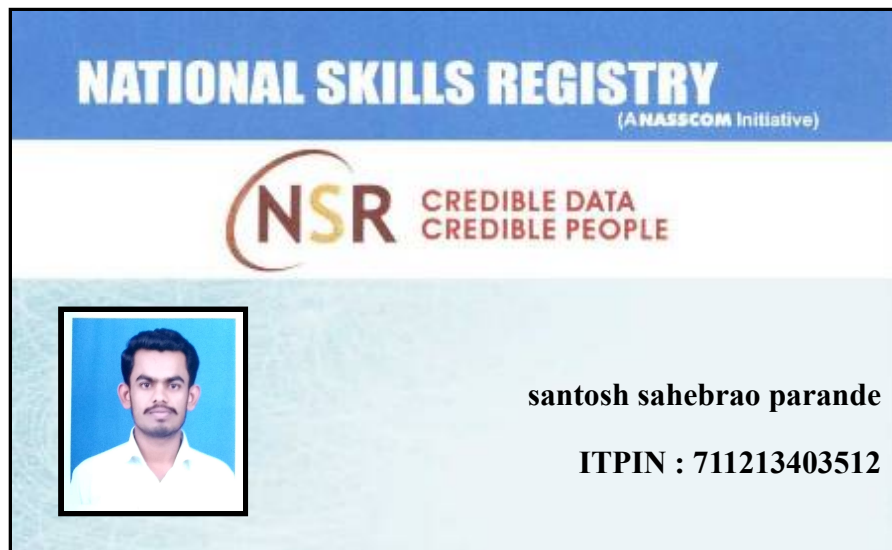 NATIONAL SKILLS REGISTRY
(A NASSCOM Initiative)
NSR
CREDIBLE DATA
CREDIBLE PEOPLE
santosh sahebrao parande
ITPIN : 711213403512